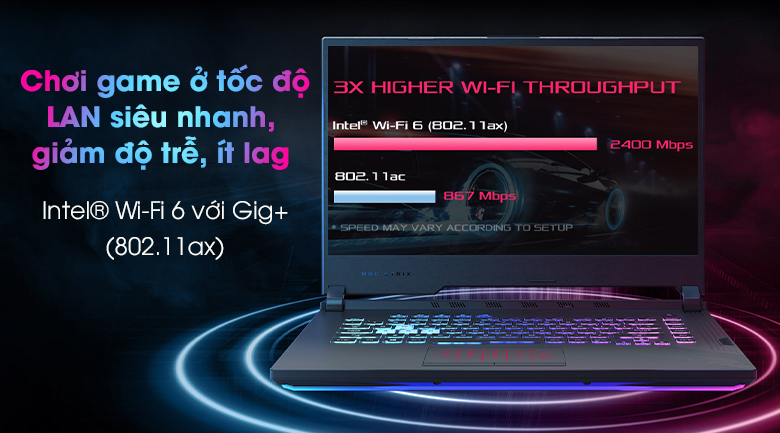 Chơi game ở tốc độ
LAN siêu nhanh,
giảm độ trễ, ít lag
Intel® Wi-Fi 6 với Gig+
(802.11ax)
3X HIGHER WI-FI THROUGHPUT
Intel® Wi-Fi 6 (802.11ax)
2400 Mbps
802.11ac
867 Mbps
* SPEED MAY VARY ACCORDING TO SETUP